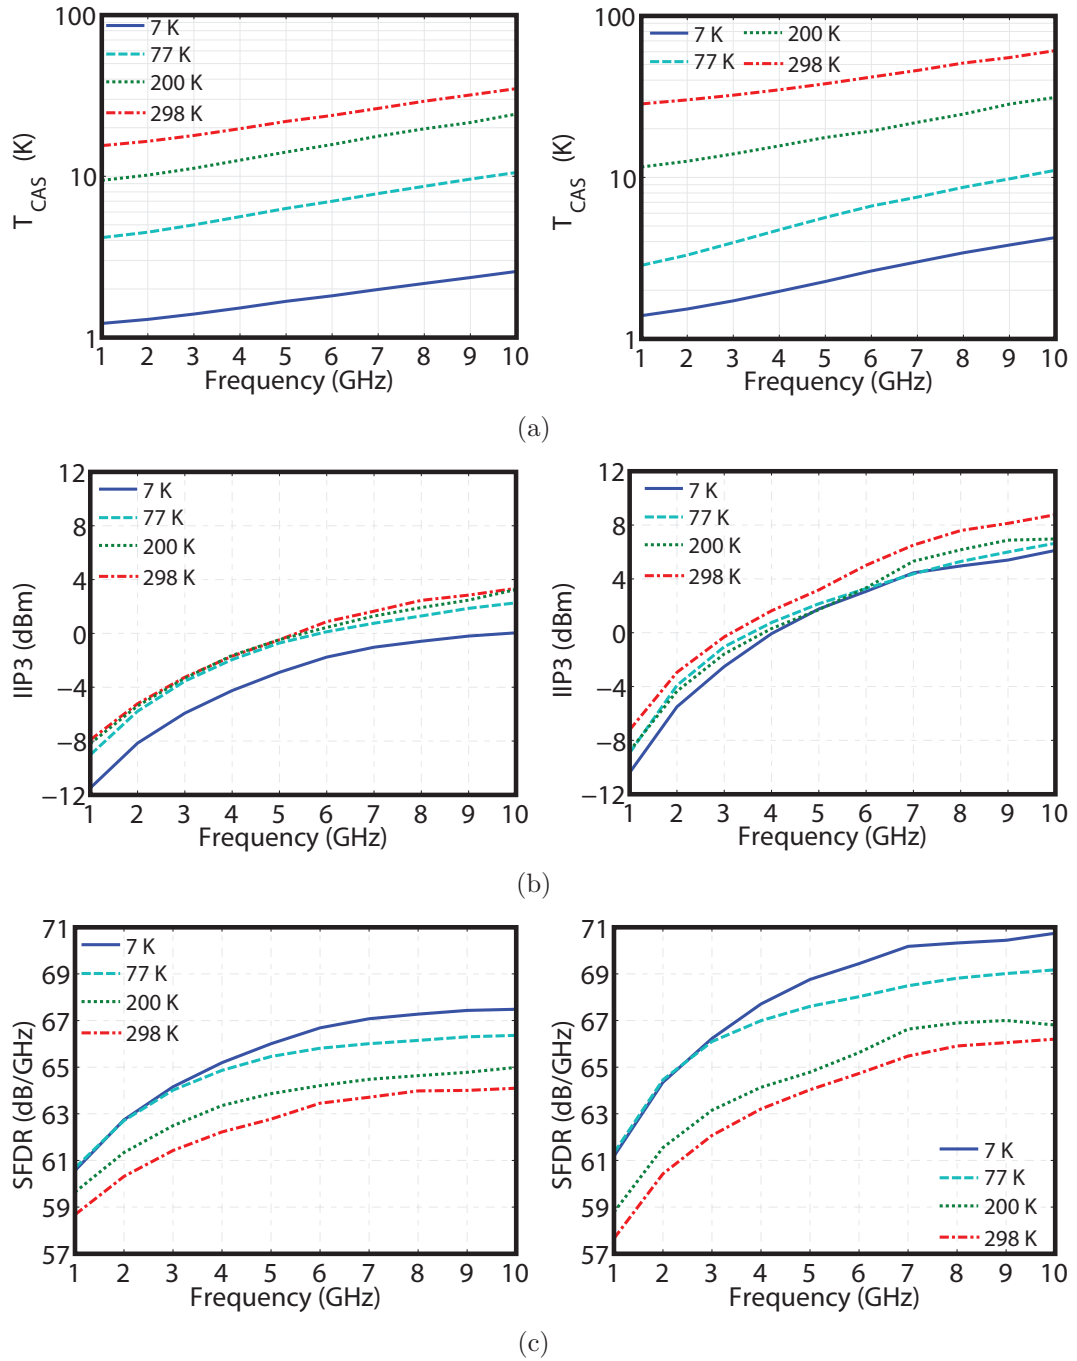 100
10
1
T_CAS (K)
7 K
77 K
200 K
298 K
1 2 3 4 5 6 7 8 9 10
Frequency (GHz)
100
10
1
T_CAS (K)
7 K
77 K
200 K
298 K
1 2 3 4 5 6 7 8 9 10
Frequency (GHz)
(a)
12
8
4
0
−4
−8
−12
IIP3 (dBm)
7 K
77 K
200 K
298 K
1 2 3 4 5 6 7 8 9 10
Frequency (GHz)
12
8
4
0
−4
−8
−12
IIP3 (dBm)
7 K
77 K
200 K
298 K
1 2 3 4 5 6 7 8 9 10
Frequency (GHz)
(b)
71
69
67
65
63
61
59
57
SFDR (dB/GHz)
7 K
77 K
200 K
298 K
1 2 3 4 5 6 7 8 9 10
Frequency (GHz)
71
69
67
65
63
61
59
57
SFDR (dB/GHz)
7 K
77 K
200 K
298 K
1 2 3 4 5 6 7 8 9 10
Frequency (GHz)
(c)